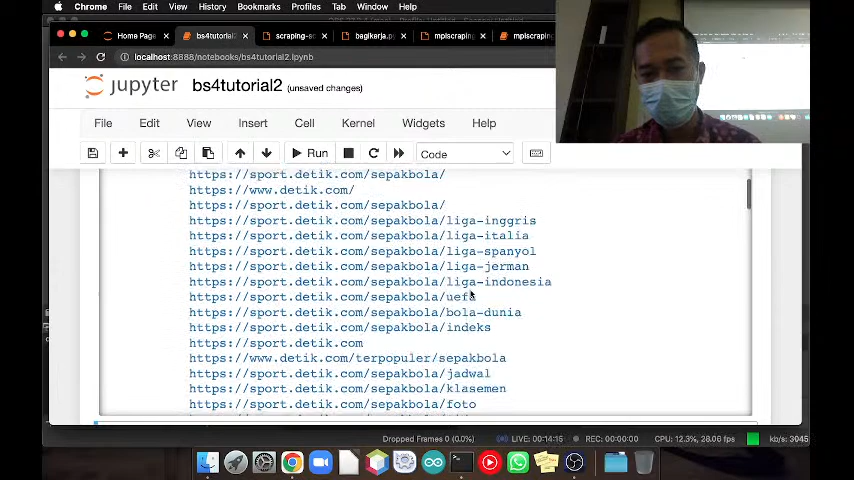 Chrome File Edit View History Bookmarks Profiles Tab Window Help
Home Page bs4tutorial2 bagikerja.py mplscraping
localhost:8888/notebooks/bs4tutorial2.ipynb
jupyter bs4tutorial2 (unsaved changes)
File Edit View Insert Cell Kernel Widgets Help
Run Code
https://sport.detik.com/sepakbola/
https://www.detik.com/
https://sport.detik.com/sepakbola/
https://sport.detik.com/sepakbola/liga-inggris
https://sport.detik.com/sepakbola/liga-italia
https://sport.detik.com/sepakbola/liga-spanyol
https://sport.detik.com/sepakbola/liga-jerman
https://sport.detik.com/sepakbola/liga-indonesia
https://sport.detik.com/sepakbola/uefa
https://sport.detik.com/sepakbola/bola-dunia
https://sport.detik.com/sepakbola/indeks
https://sport.detik.com
https://www.detik.com/terpopuler/sepakbola
https://sport.detik.com/sepakbola/jadwal
https://sport.detik.com/sepakbola/klasemen
https://sport.detik.com/sepakbola/foto
Dropped Frames 0 (0.0%) LIVE: 00:14:15 REC: 00:00:00 CPU: 12.3%, 28.06 fps kb/s: 3045